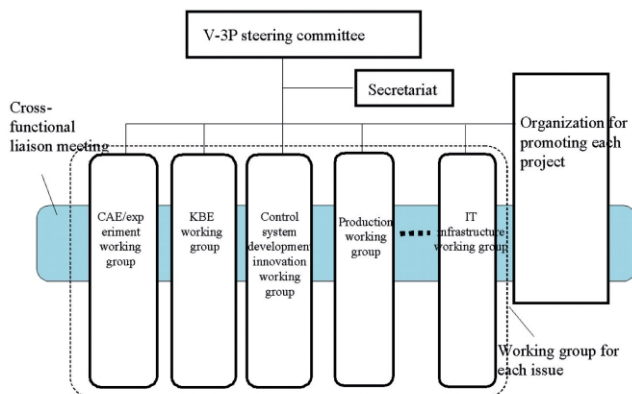 V-3P steering committee
Secretariat
Cross-
functional
liaison meeting
Organization for
promoting each
project
CAE/exp
eriment
working
group
KBE
working
group
Control
system
development
innovation
working
group
Production
working
group
IT
infrastructure
working group
Working group for
each issue